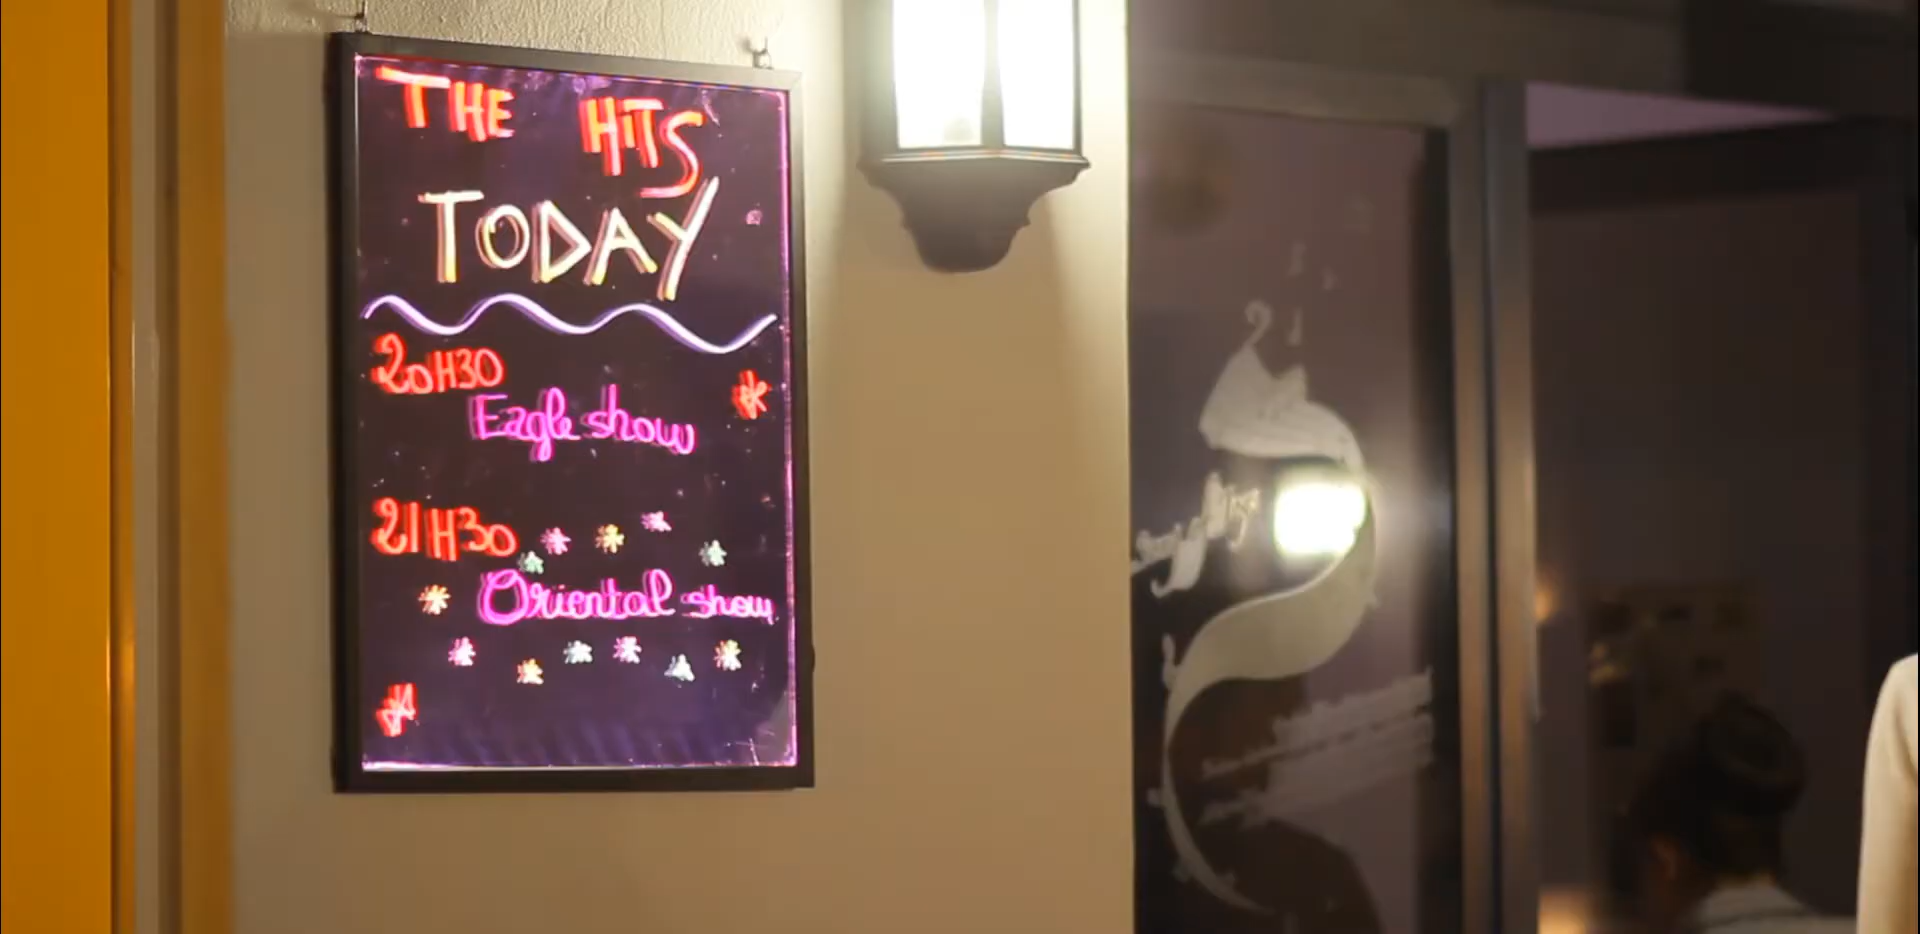 THE HITS
TODAY
20H30
Eagle show
21H30
Oriental show